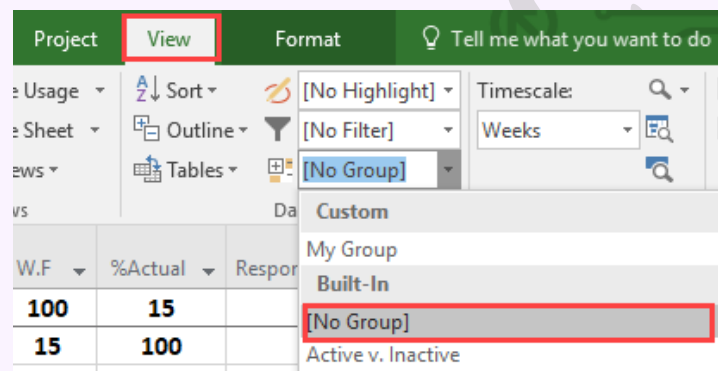 Project View Format Tell me what you want to do
e Usage Sort [No Highlight] Timescale:
e Sheet Outline [No Filter] Weeks
ews Tables [No Group]
vs Da
Custom
My Group
W.F %Actual Respor
Built-In
100 15
[No Group]
15 100
Active v. Inactive